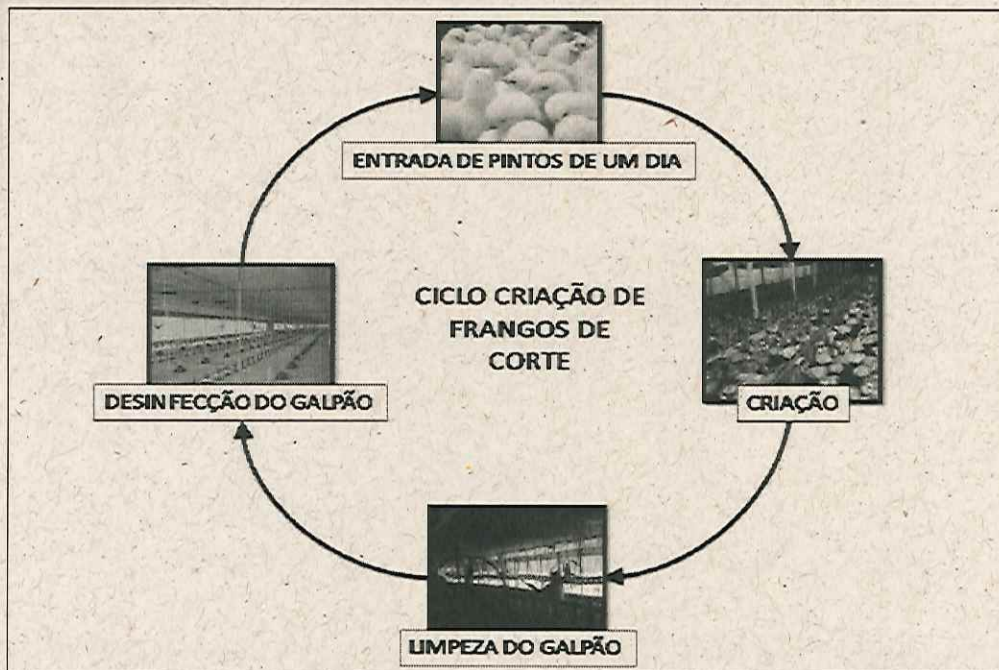 ENTRADA DE PINTOS DE UM DIA
CICLO CRIAÇÃO DE
FRANGOS DE
CORTE
DESINFECÇÃO DO GALPÃO
CRIAÇÃO
LIMPEZA DO GALPÃO